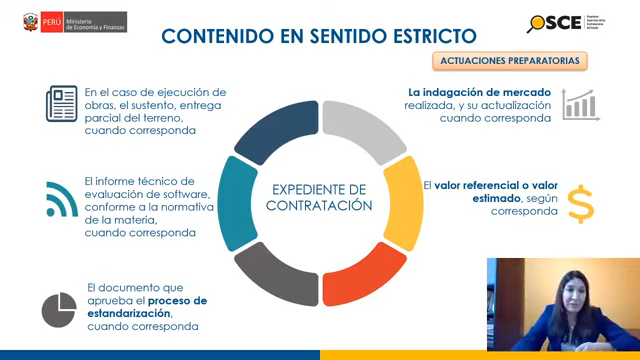 PERÚ
Ministerio
de Economía y Finanzas
OSCE
CONTENIDO EN SENTIDO ESTRICTO
ACTUACIONES PREPARATORIAS
En el caso de ejecución de
obras, el sustento, entrega
parcial del terreno,
cuando corresponda
El informe técnico de
evaluación de software,
conforme a la normativa
de la materia,
cuando corresponda
El documento que
aprueba el proceso de
estandarización,
cuando corresponda
EXPEDIENTE DE
CONTRATACIÓN
La indagación de mercado
realizada, y su actualización
cuando corresponda
El valor referencial o valor
estimado, según
corresponda
$